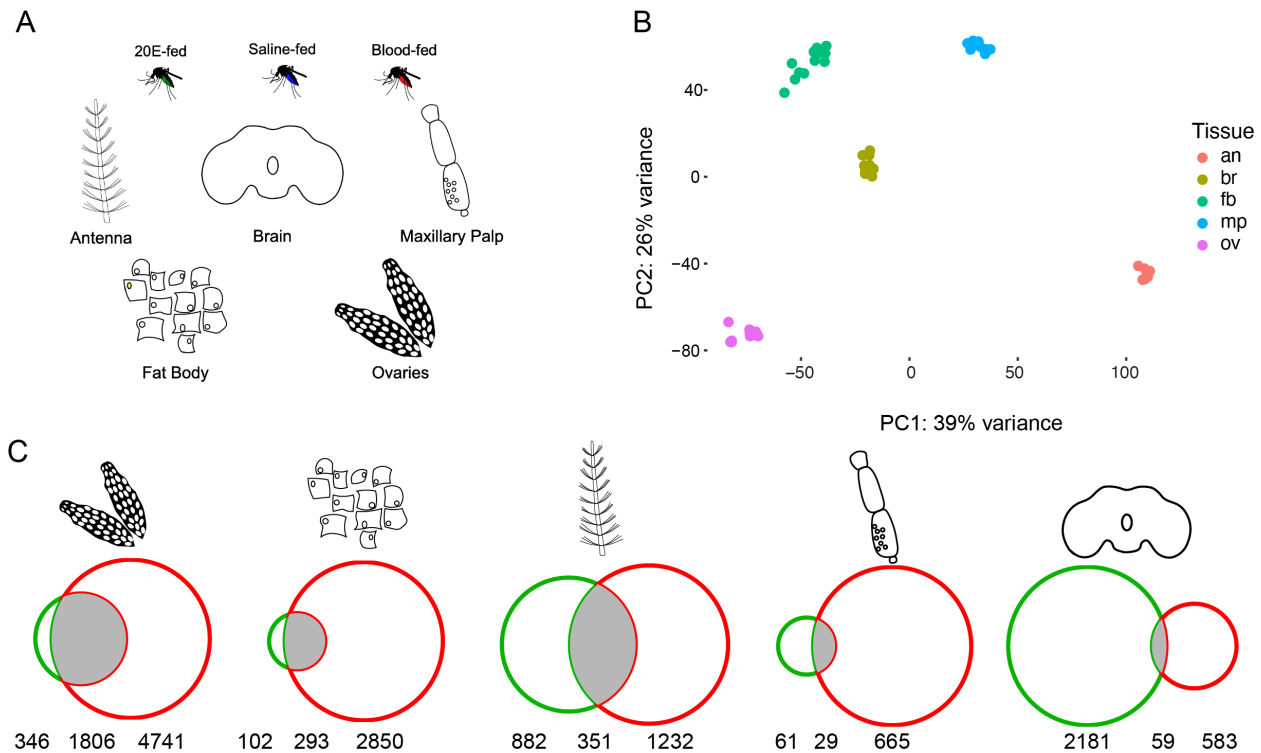 A
20E-fed Saline-fed Blood-fed
Antenna Brain Maxillary Palp
Fat Body Ovaries
B
PC2: 26% variance
40
0
−40
−80
−50 0 50 100
PC1: 39% variance
Tissue
an
br
fb
mp
ov
C
346 1806 4741 102 293 2850 882 351 1232 61 29 665 2181 59 583